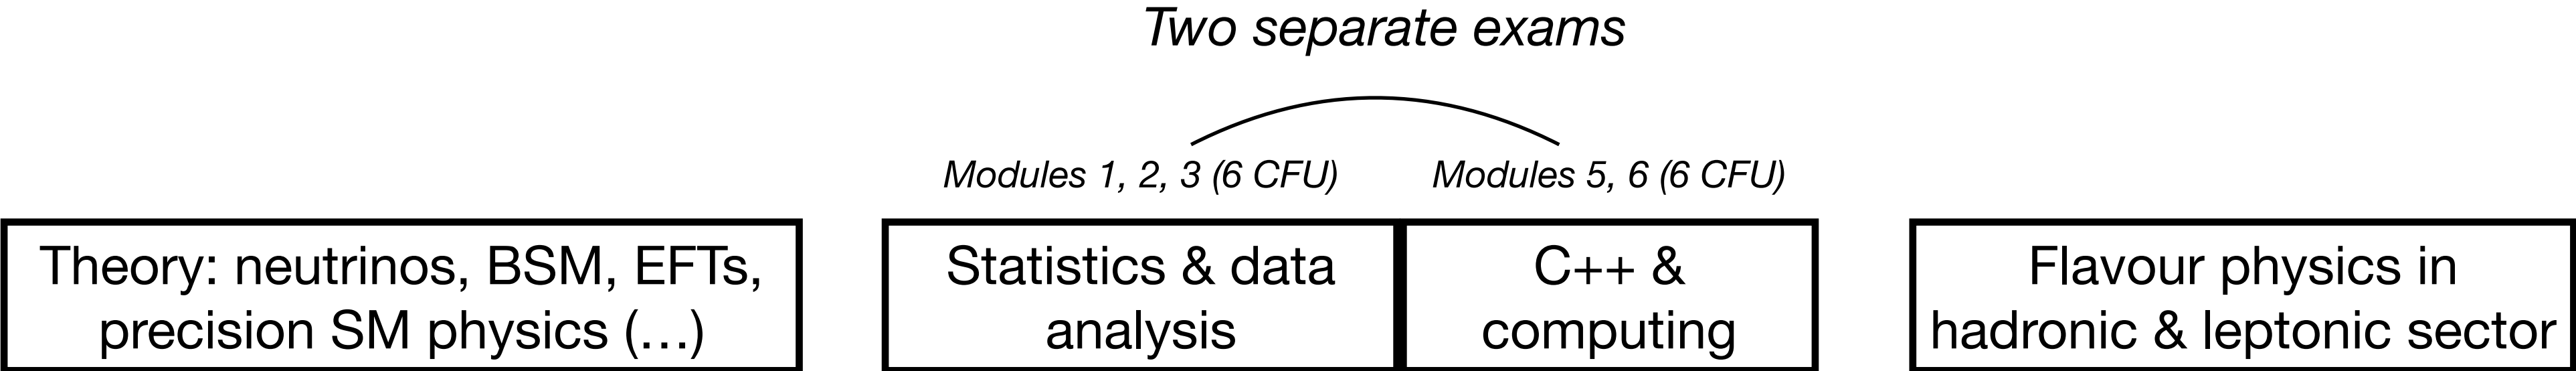 Two separate exams
Modules 1, 2, 3 (6 CFU)
Modules 5, 6 (6 CFU)
Theory: neutrinos, BSM, EFTs,
precision SM physics (…)
Statistics & data
analysis
C++ &
computing
Flavour physics in
hadronic & leptonic sector